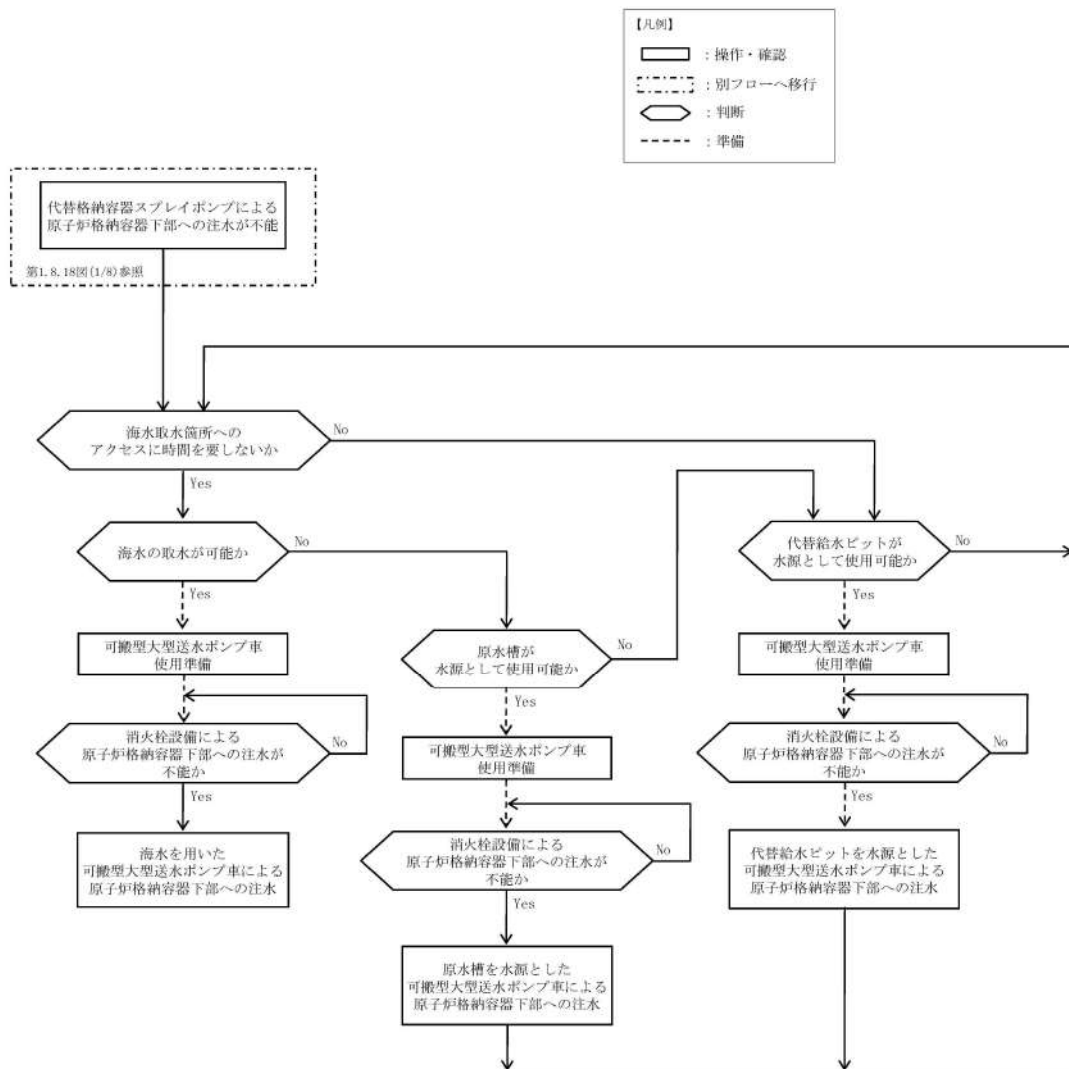 【凡例】
：操作・確認
：別フローへ移行
：判断
：準備
代替格納容器スプレイポンプによる
原子炉格納容器下部への注水が不能
第1.8.18図(1/8)参照
海水取水箇所への
アクセスに時間を要しないか
No
Yes
海水の取水が可能か
No
Yes
可搬型大型送水ポンプ車
使用準備
消火栓設備による
原子炉格納容器下部への注水が
不能か
No
Yes
海水を用いた
可搬型大型送水ポンプ車による
原子炉格納容器下部への注水
原水槽が
水源として使用可能か
No
Yes
可搬型大型送水ポンプ車
使用準備
消火栓設備による
原子炉格納容器下部への注水が
不能か
No
Yes
原水槽を水源とした
可搬型大型送水ポンプ車による
原子炉格納容器下部への注水
代替給水ピットが
水源として使用可能か
No
Yes
可搬型大型送水ポンプ車
使用準備
消火栓設備による
原子炉格納容器下部への注水が
不能か
No
Yes
代替給水ピットを水源とした
可搬型大型送水ポンプ車による
原子炉格納容器下部への注水